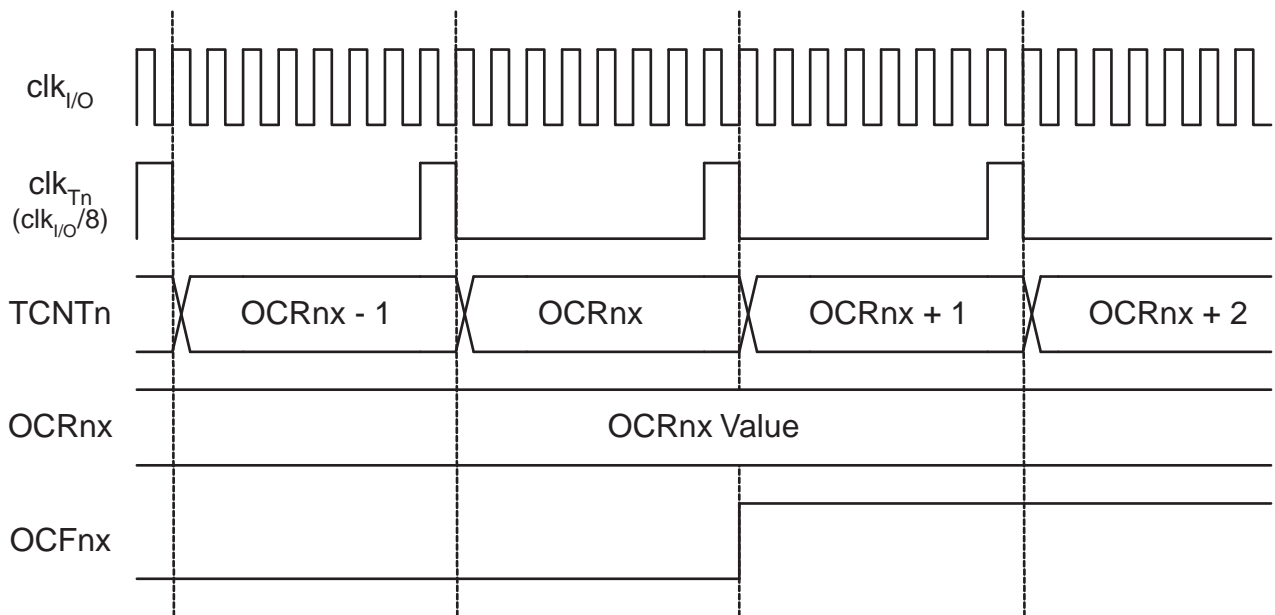 clkI/O
clkTn
(clkI/O/8)
TCNTn OCRnx - 1 OCRnx OCRnx + 1 OCRnx + 2
OCRnx OCRnx Value
OCFnx